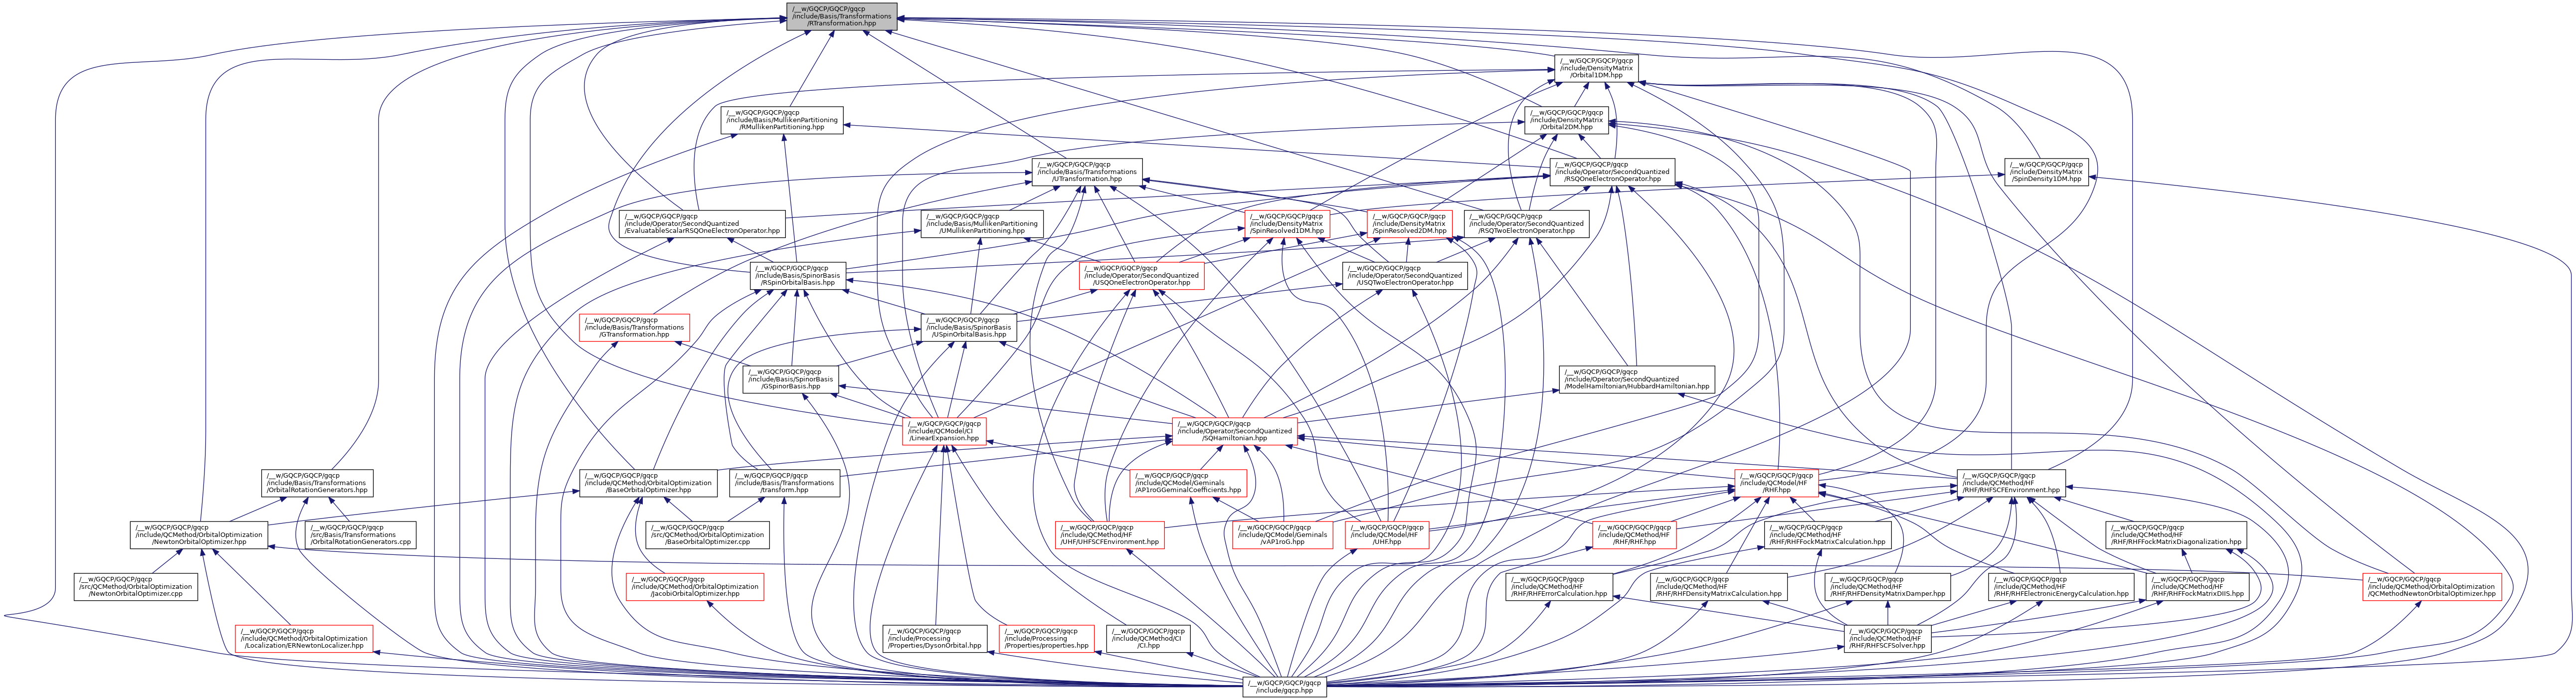 /__w/GQCP/GQCP/gqcp
/include/Basis/Transformations
/RTransformation.hpp
/__w/GQCP/GQCP/gqcp
/include/DensityMatrix
/Orbital1DM.hpp
/__w/GQCP/GQCP/gqcp
/include/Basis/MullikenPartitioning
/RMullikenPartitioning.hpp
/__w/GQCP/GQCP/gqcp
/include/DensityMatrix
/Orbital2DM.hpp
/__w/GQCP/GQCP/gqcp
/include/Basis/Transformations
/UTransformation.hpp
/__w/GQCP/GQCP/gqcp
/include/Operator/SecondQuantized
/RSQOneElectronOperator.hpp
/__w/GQCP/GQCP/gqcp
/include/DensityMatrix
/SpinDensity1DM.hpp
/__w/GQCP/GQCP/gqcp
/include/Operator/SecondQuantized
/EvaluatableScalarRSQOneElectronOperator.hpp
/__w/GQCP/GQCP/gqcp
/include/Basis/MullikenPartitioning
/UMullikenPartitioning.hpp
/__w/GQCP/GQCP/gqcp
/include/DensityMatrix
/SpinResolved1DM.hpp
/__w/GQCP/GQCP/gqcp
/include/DensityMatrix
/SpinResolved2DM.hpp
/__w/GQCP/GQCP/gqcp
/include/Operator/SecondQuantized
/RSQTwoElectronOperator.hpp
/__w/GQCP/GQCP/gqcp
/include/Basis/SpinorBasis
/RSpinOrbitalBasis.hpp
/__w/GQCP/GQCP/gqcp
/include/Operator/SecondQuantized
/USQOneElectronOperator.hpp
/__w/GQCP/GQCP/gqcp
/include/Operator/SecondQuantized
/USQTwoElectronOperator.hpp
/__w/GQCP/GQCP/gqcp
/include/Basis/Transformations
/GTransformation.hpp
/__w/GQCP/GQCP/gqcp
/include/Basis/SpinorBasis
/USpinOrbitalBasis.hpp
/__w/GQCP/GQCP/gqcp
/include/Basis/SpinorBasis
/GSpinorBasis.hpp
/__w/GQCP/GQCP/gqcp
/include/Operator/SecondQuantized
/ModelHamiltonian/HubbardHamiltonian.hpp
/__w/GQCP/GQCP/gqcp
/include/QCModel/CI
/LinearExpansion.hpp
/__w/GQCP/GQCP/gqcp
/include/Operator/SecondQuantized
/SQHamiltonian.hpp
/__w/GQCP/GQCP/gqcp
/include/Basis/Transformations
/OrbitalRotationGenerators.hpp
/__w/GQCP/GQCP/gqcp
/include/QCMethod/OrbitalOptimization
/BaseOrbitalOptimizer.hpp
/__w/GQCP/GQCP/gqcp
/include/Basis/Transformations
/transform.hpp
/__w/GQCP/GQCP/gqcp
/include/QCModel/Geminals
/AP1roGGeminalCoefficients.hpp
/__w/GQCP/GQCP/gqcp
/include/QCModel/HF
/RHF.hpp
/__w/GQCP/GQCP/gqcp
/include/QCMethod/HF
/RHF/RHFSCFEnvironment.hpp
/__w/GQCP/GQCP/gqcp
/include/QCMethod/OrbitalOptimization
/NewtonOrbitalOptimizer.hpp
/__w/GQCP/GQCP/gqcp
/src/Basis/Transformations
/OrbitalRotationGenerators.cpp
/__w/GQCP/GQCP/gqcp
/src/QCMethod/OrbitalOptimization
/BaseOrbitalOptimizer.cpp
/__w/GQCP/GQCP/gqcp
/include/QCMethod/HF
/UHF/UHFSCFEnvironment.hpp
/__w/GQCP/GQCP/gqcp
/include/QCModel/Geminals
/vAP1roG.hpp
/__w/GQCP/GQCP/gqcp
/include/QCModel/HF
/UHF.hpp
/__w/GQCP/GQCP/gqcp
/include/QCMethod/HF
/RHF/RHF.hpp
/__w/GQCP/GQCP/gqcp
/include/QCMethod/HF
/RHF/RHFFockMatrixCalculation.hpp
/__w/GQCP/GQCP/gqcp
/include/QCMethod/HF
/RHF/RHFFockMatrixDiagonalization.hpp
/__w/GQCP/GQCP/gqcp
/src/QCMethod/OrbitalOptimization
/NewtonOrbitalOptimizer.cpp
/__w/GQCP/GQCP/gqcp
/include/QCMethod/OrbitalOptimization
/JacobiOrbitalOptimizer.hpp
/__w/GQCP/GQCP/gqcp
/include/QCMethod/HF
/RHF/RHFErrorCalculation.hpp
/__w/GQCP/GQCP/gqcp
/include/QCMethod/HF
/RHF/RHFDensityMatrixCalculation.hpp
/__w/GQCP/GQCP/gqcp
/include/QCMethod/HF
/RHF/RHFDensityMatrixDamper.hpp
/__w/GQCP/GQCP/gqcp
/include/QCMethod/HF
/RHF/RHFElectronicEnergyCalculation.hpp
/__w/GQCP/GQCP/gqcp
/include/QCMethod/HF
/RHF/RHFFockMatrixDIIS.hpp
/__w/GQCP/GQCP/gqcp
/include/QCMethod/OrbitalOptimization
/QCMethodNewtonOrbitalOptimizer.hpp
/__w/GQCP/GQCP/gqcp
/include/QCMethod/OrbitalOptimization
/Localization/ERNewtonLocalizer.hpp
/__w/GQCP/GQCP/gqcp
/include/Processing
/Properties/DysonOrbital.hpp
/__w/GQCP/GQCP/gqcp
/include/Processing
/Properties/properties.hpp
/__w/GQCP/GQCP/gqcp
/include/QCMethod/CI
/CI.hpp
/__w/GQCP/GQCP/gqcp
/include/QCMethod/HF
/RHF/RHFSCFSolver.hpp
/__w/GQCP/GQCP/gqcp
/include/gqcp.hpp